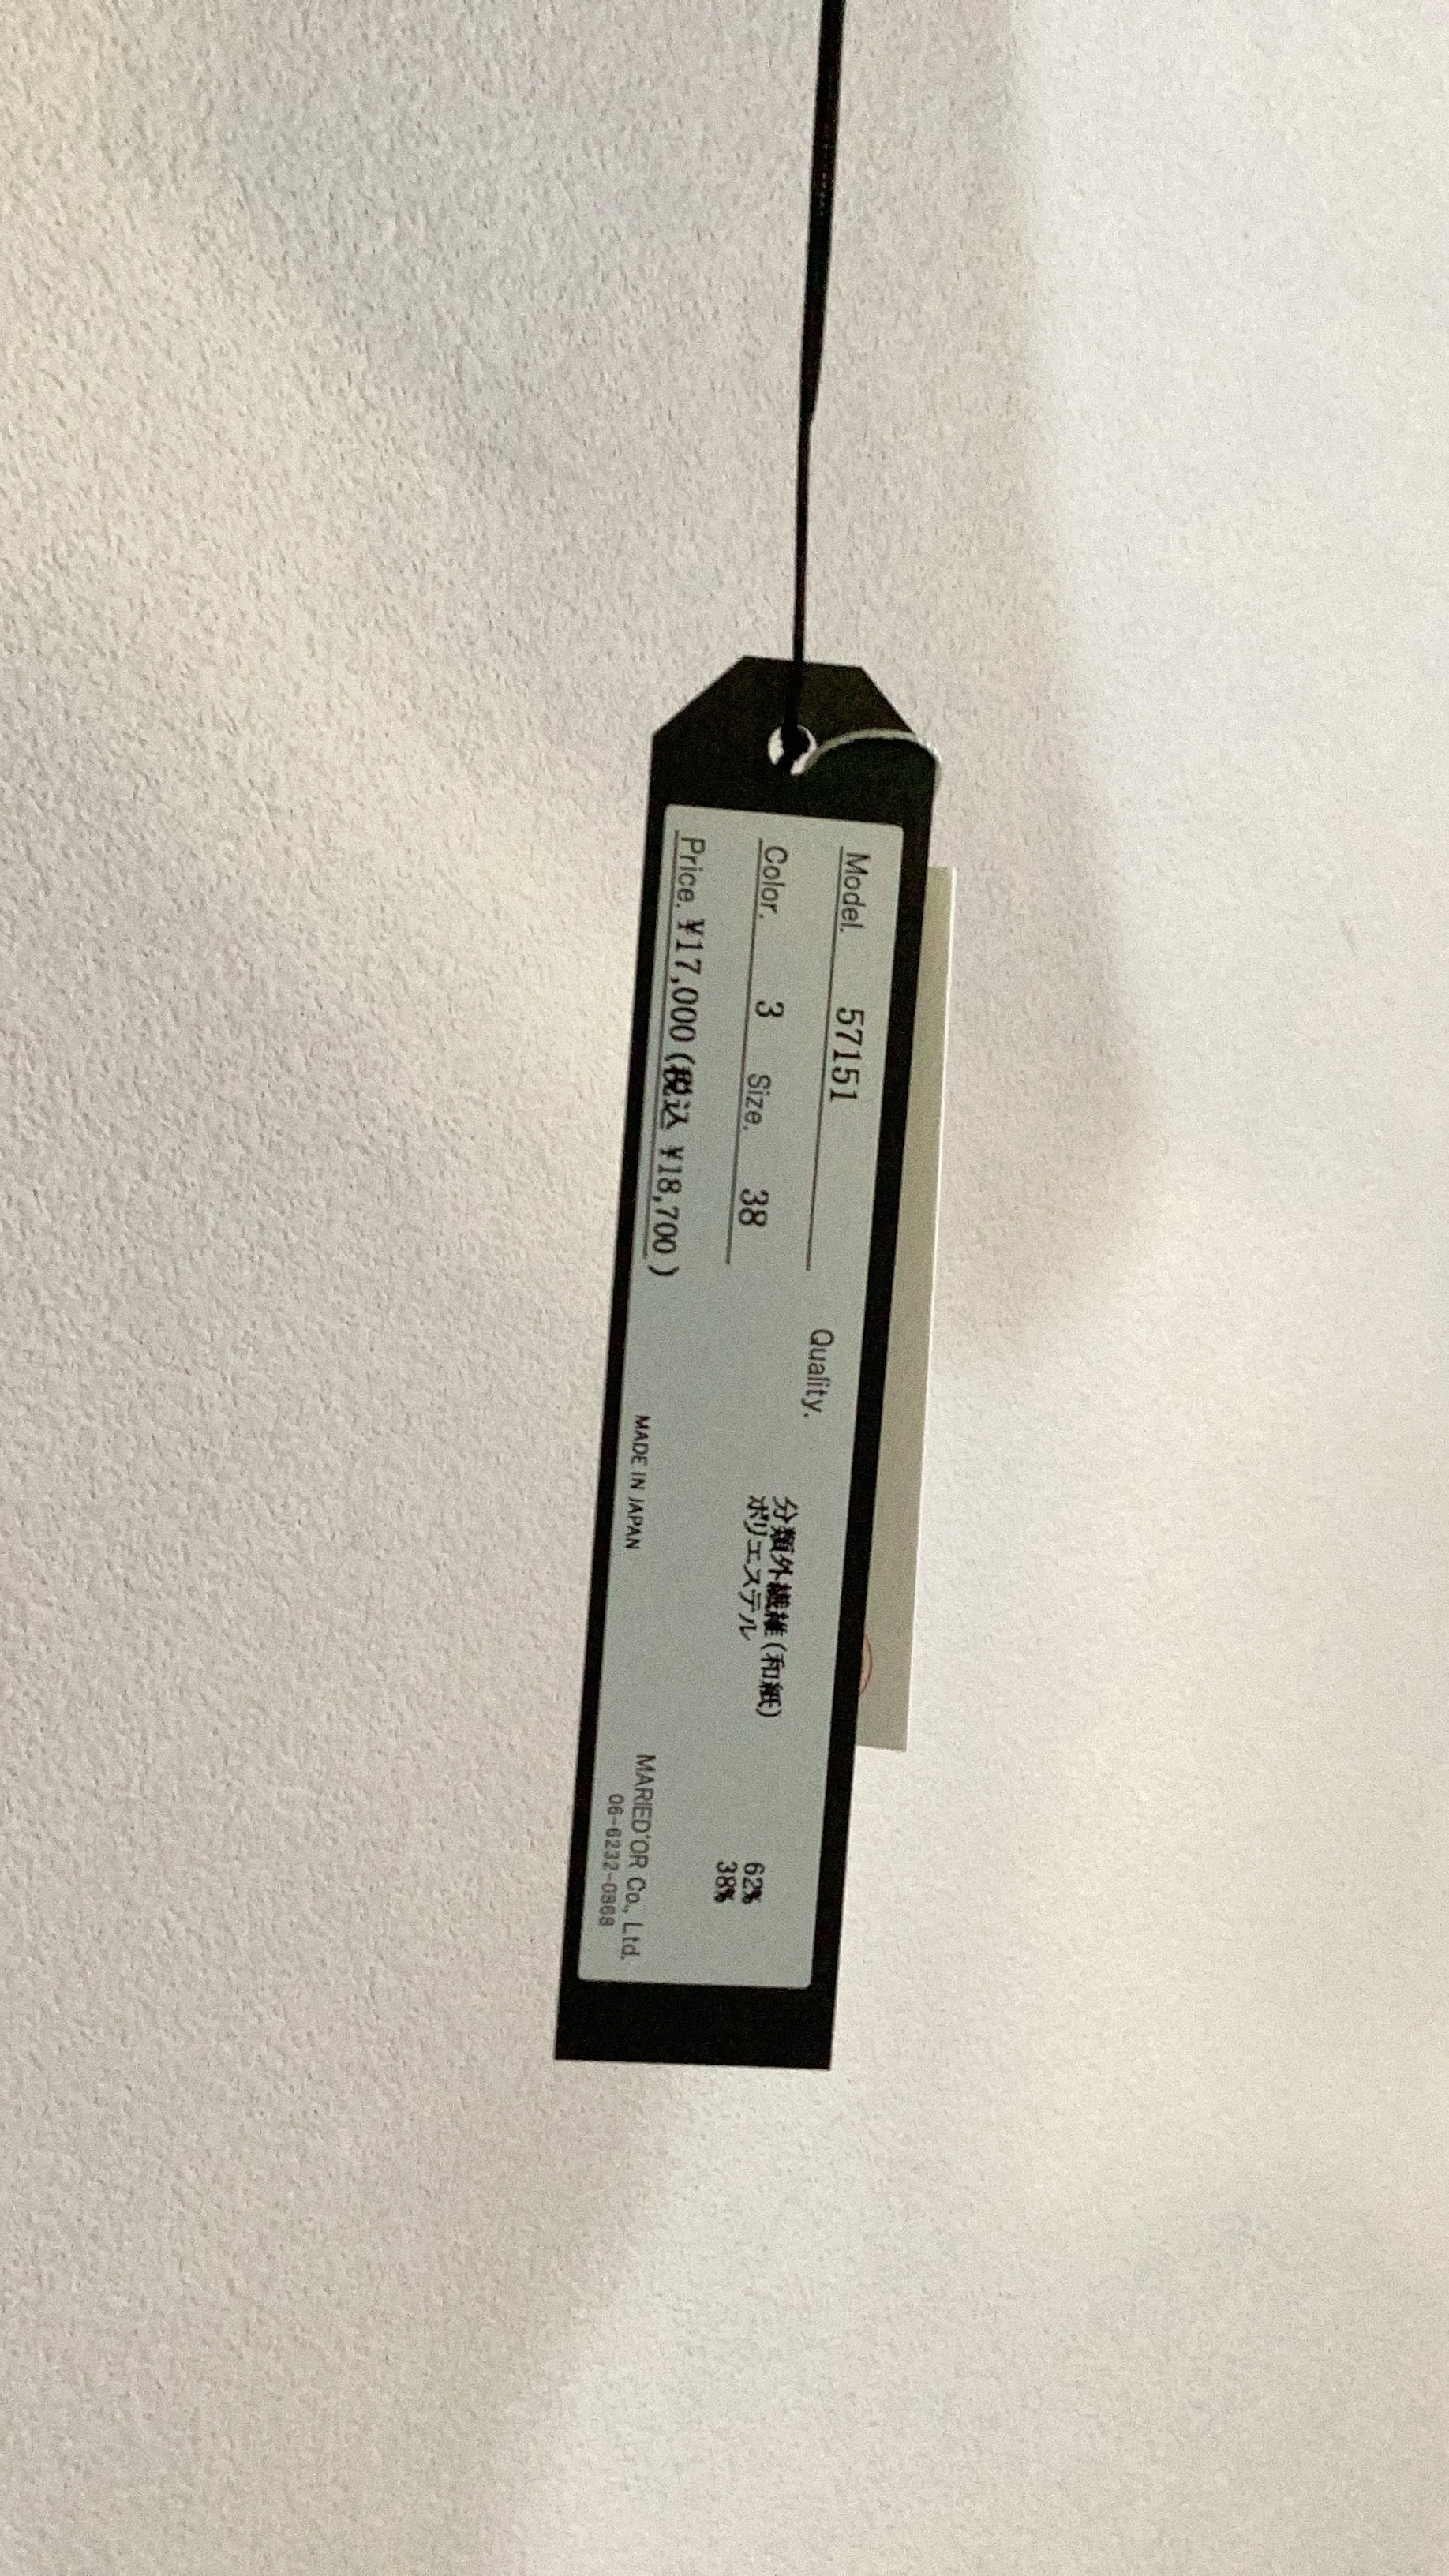 Model. 57151
Color. 3 Size. 38
Price. ¥17,000 (税込 ¥18,700)
Quality.
分類外繊維(和紙) 62%
ポリエステル 38%
MADE IN JAPAN
MARIED'OR Co., Ltd.
06-6232-0868